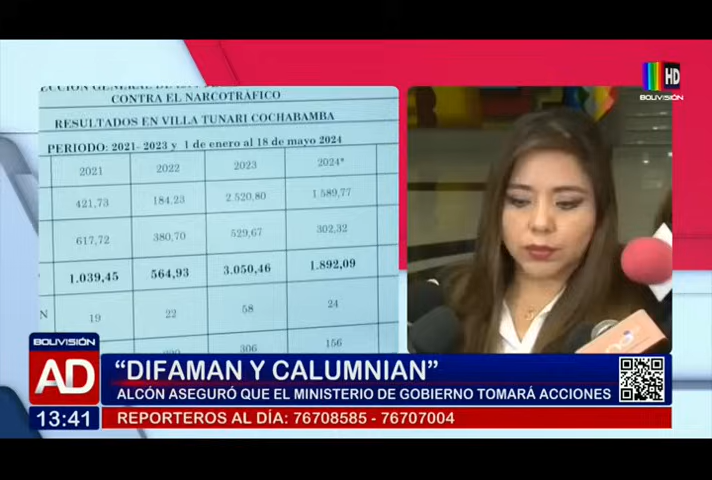 HD
BOLIVISIÓN
CONTRA EL NARCOTRÁFICO
RESULTADOS EN VILLA TUNARI COCHABAMBA
PERIODO: 2021- 2023 y 1 de enero al 18 de mayo 2024
2021 2022 2023 2024*
421,73 184,23 2.520,80 1.589,77
617,72 380,70 529,67 302,32
1.039,45 564,93 3.050,46 1.892,09
N 19 22 58 24
306 156
BOLIVISIÓN
AD
13:41
“DIFAMAN Y CALUMNIAN”
ALCÓN ASEGURÓ QUE EL MINISTERIO DE GOBIERNO TOMARÁ ACCIONES
REPORTEROS AL DÍA: 76708585 - 76707004